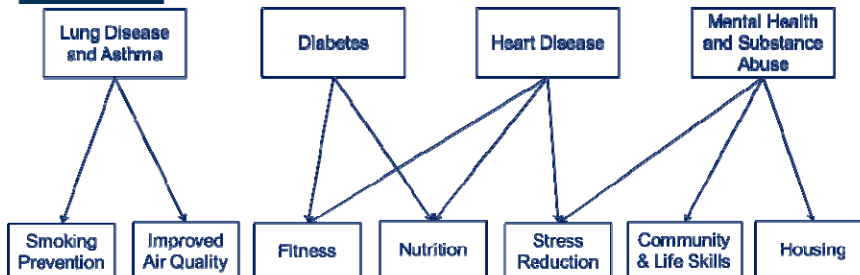 Lung Disease
and Asthma
Diabetes
Heart Disease
Mental Health
and Substance
Abuse
Smoking
Prevention
Improved
Air Quality
Fitness
Nutrition
Stress
Reduction
Community
& Life Skills
Housing